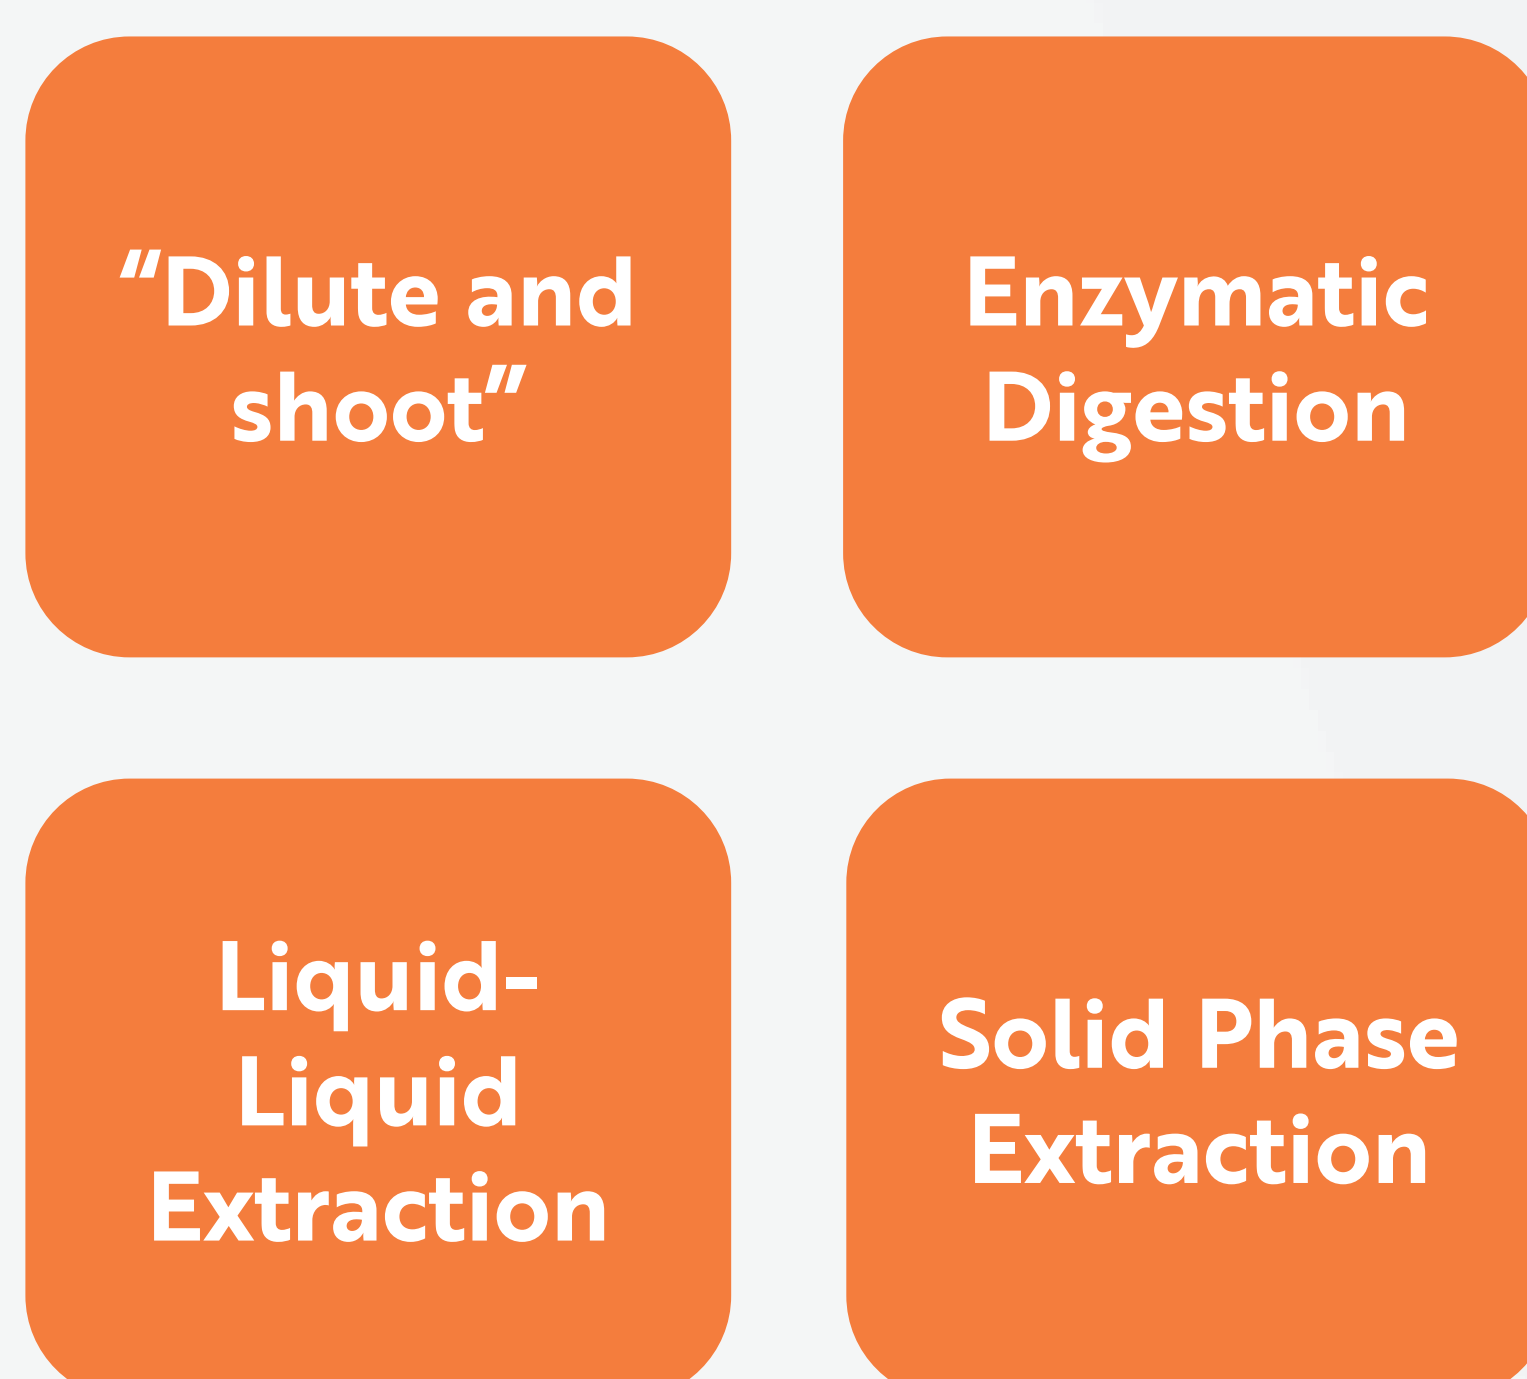 “Dilute and
shoot”
Enzymatic
Digestion
Liquid-
Liquid
Extraction
Solid Phase
Extraction